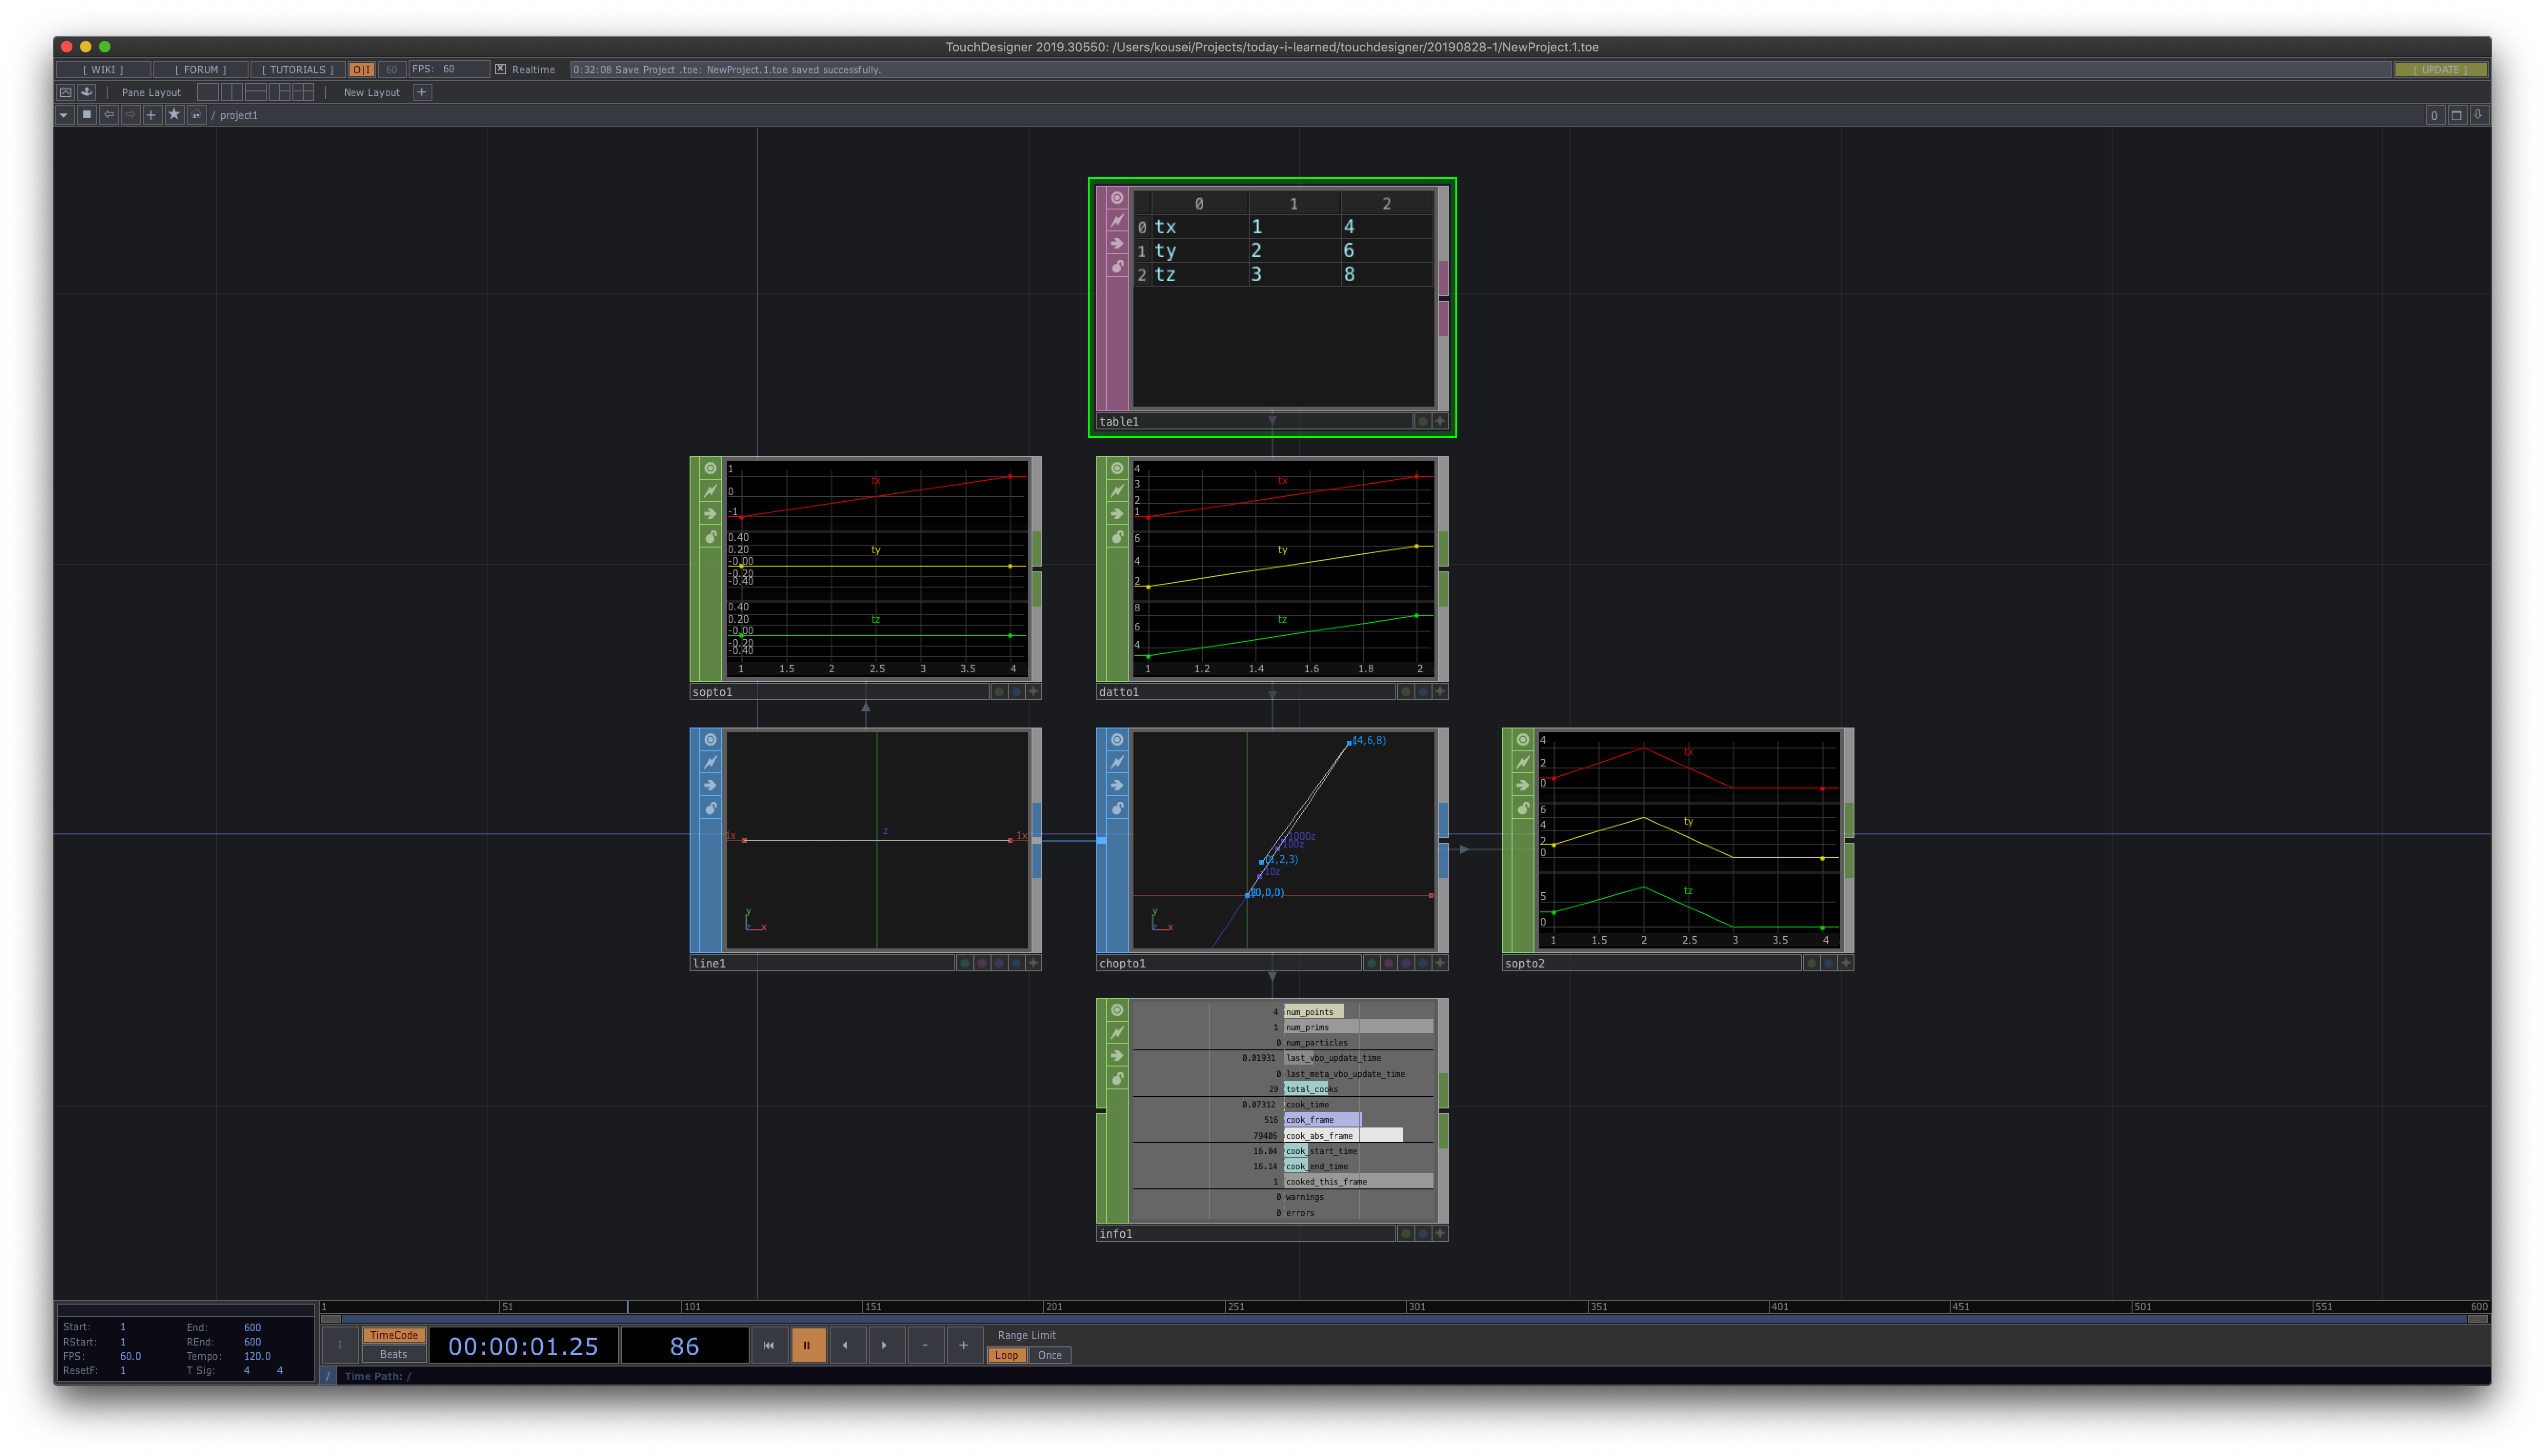 TouchDesigner 2019.30550: /Users/kousei/Projects/today-i-learned/touchdesigner/20190828-1/NewProject.1.toe
[ WIKI ] [ FORUM ] [ TUTORIALS ] O|I 60 FPS: 60 Realtime 0:32:08 Save Project .toe: NewProject.1.toe saved successfully. [ UPDATE ]
Pane Layout New Layout +
/ project1 0
0 1 2
0 tx 1 4
1 ty 2 6
2 tz 3 8
table1
1
0
-1
tx
0.40
0.20
-0.00
-0.20
-0.40
ty
0.40
0.20
-0.00
-0.20
-0.40
tz
1 1.5 2 2.5 3 3.5 4
sopto1
4
3
2
1
tx
6
4
2
ty
8
6
4
tz
1 1.2 1.4 1.6 1.8 2
datto1
1x z 1x
y
x
line1
(4,6,8)
1000z
100z
(1,2,3)
10z
(0,0,0)
y
x
chopto1
4
2
0
tx
6
4
2
0
ty
5
0
tz
1 1.5 2 2.5 3 3.5 4
sopto2
4 num_points
1 num_prims
0 num_particles
0.01931 last_vbo_update_time
0 last_meta_vbo_update_time
29 total_cooks
0.07312 cook_time
516 cook_frame
79406 cook_abs_frame
16.04 cook_start_time
16.14 cook_end_time
1 cooked_this_frame
0 warnings
0 errors
info1
1 51 101 151 201 251 301 351 401 451 501 551 600
Start: 1 End: 600
RStart: 1 REnd: 600
FPS: 60.0 Tempo: 120.0
ResetF: 1 T Sig: 4 4
TimeCode
Beats
00:00:01.25 86 - +
Range Limit
Loop Once
/ Time Path: /